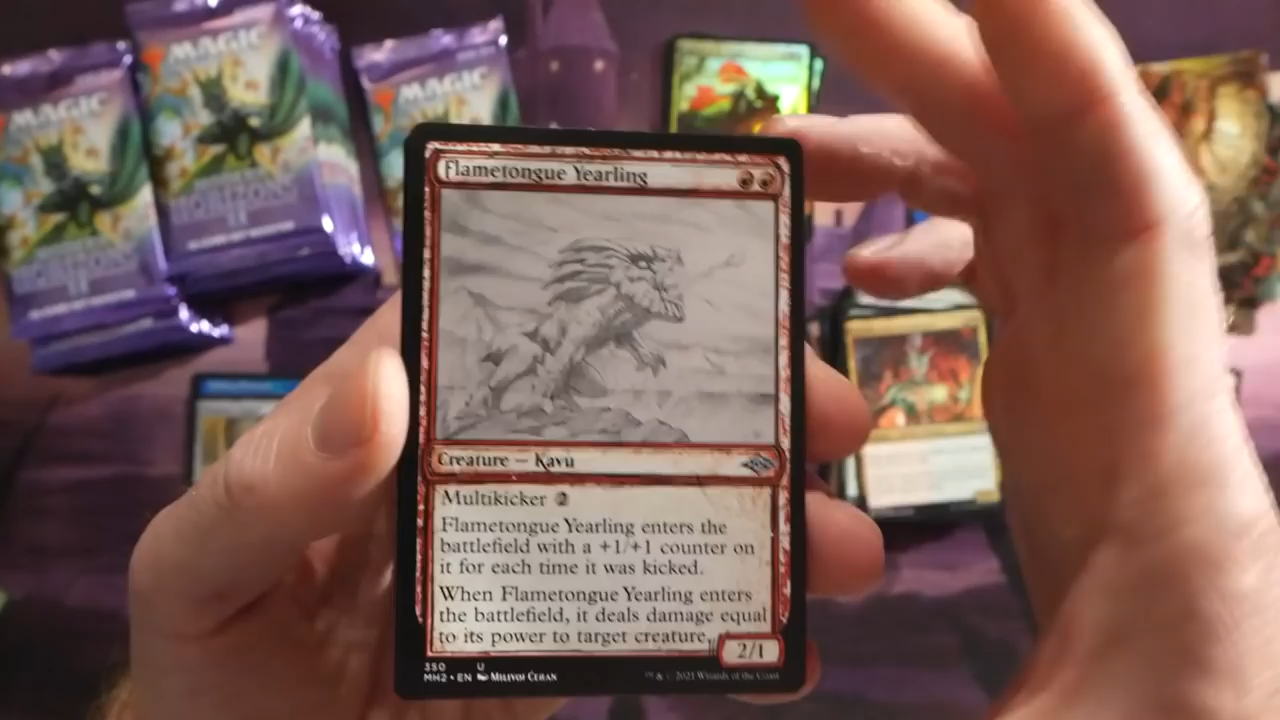 MAGIC
MAGIC
MAGIC
HORIZONS
Flametongue Yearling
Creature — Kavu
Multikicker 2
Flametongue Yearling enters the
battlefield with a +1/+1 counter on
it for each time it was kicked.
When Flametongue Yearling enters
the battlefield, it deals damage equal
to its power to target creature.
2/1
350 U
MH2 • EN MILIVOJ ĆERAN
™ & © 2021 Wizards of the Coast